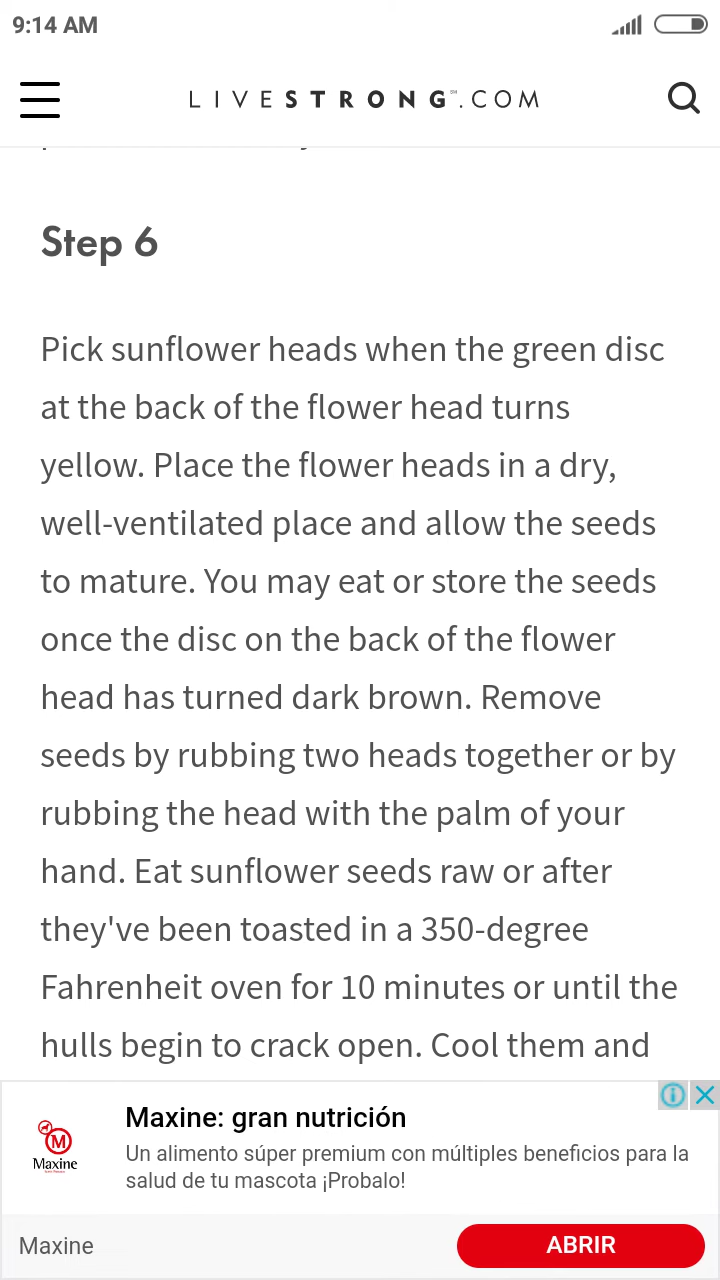 9:14 AM
LIVESTRONG.COM
Step 6
Pick sunflower heads when the green disc
at the back of the flower head turns
yellow. Place the flower heads in a dry,
well-ventilated place and allow the seeds
to mature. You may eat or store the seeds
once the disc on the back of the flower
head has turned dark brown. Remove
seeds by rubbing two heads together or by
rubbing the head with the palm of your
hand. Eat sunflower seeds raw or after
they've been toasted in a 350-degree
Fahrenheit oven for 10 minutes or until the
hulls begin to crack open. Cool them and
Maxine: gran nutrición
Un alimento súper premium con múltiples beneficios para la
salud de tu mascota ¡Probalo!
M
Maxine
Maxine
ABRIR